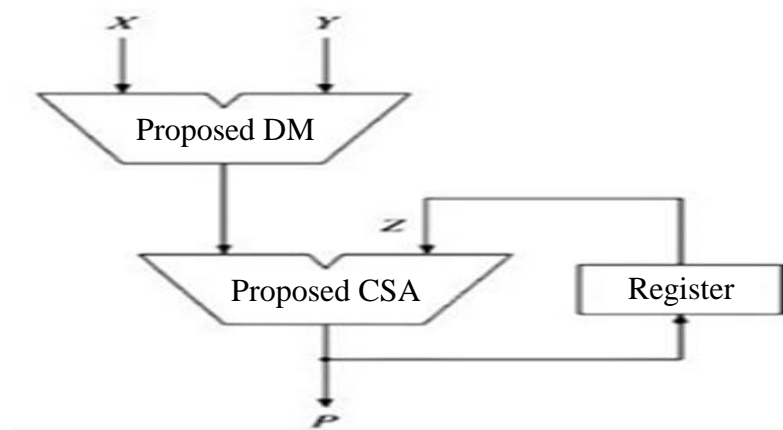 X Y
Proposed DM
Z
Proposed CSA
Register
P